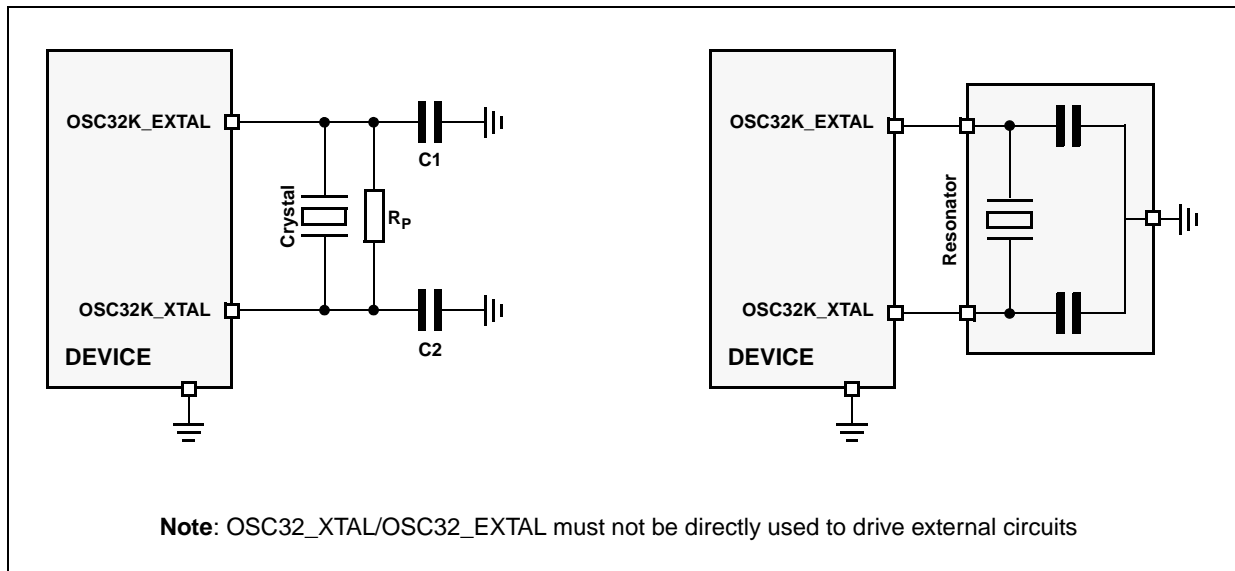 OSC32K_EXTAL
C1
Crystal
RP
OSC32K_XTAL
C2
DEVICE
OSC32K_EXTAL
Resonator
OSC32K_XTAL
DEVICE
Note: OSC32_XTAL/OSC32_EXTAL must not be directly used to drive external circuits